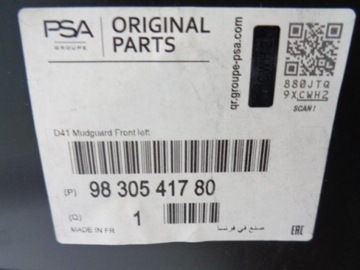 PSA
GROUPE
ORIGINAL
PARTS
qr.groupe-psa.com
880JTQ
9XCWH2
SCAN!
D41 Mudguard Front left
(P) 98 305 417 80
(Q) 1
MADE IN FR
صنع في فرنسا
EAC